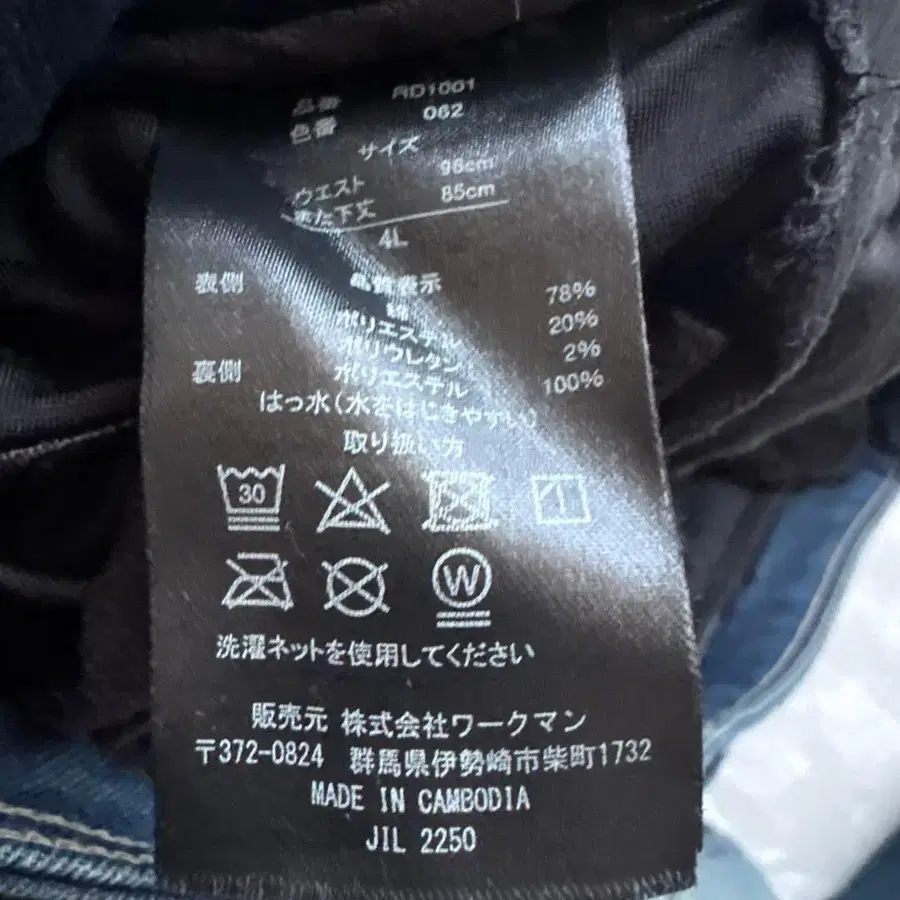 品番 RD1001
色番 062
サイズ
ウエスト 98cm
また下丈 85cm
4L
品質表示
表側 綿 78%
ポリエステル 20%
ポリウレタン 2%
裏側 ポリエステル 100%
はっ水(水をはじきやすい)
取り扱い方
30
W
洗濯ネットを使用してください
販売元 株式会社ワークマン
〒372-0824 群馬県伊勢崎市柴町1732
MADE IN CAMBODIA
JIL 2250